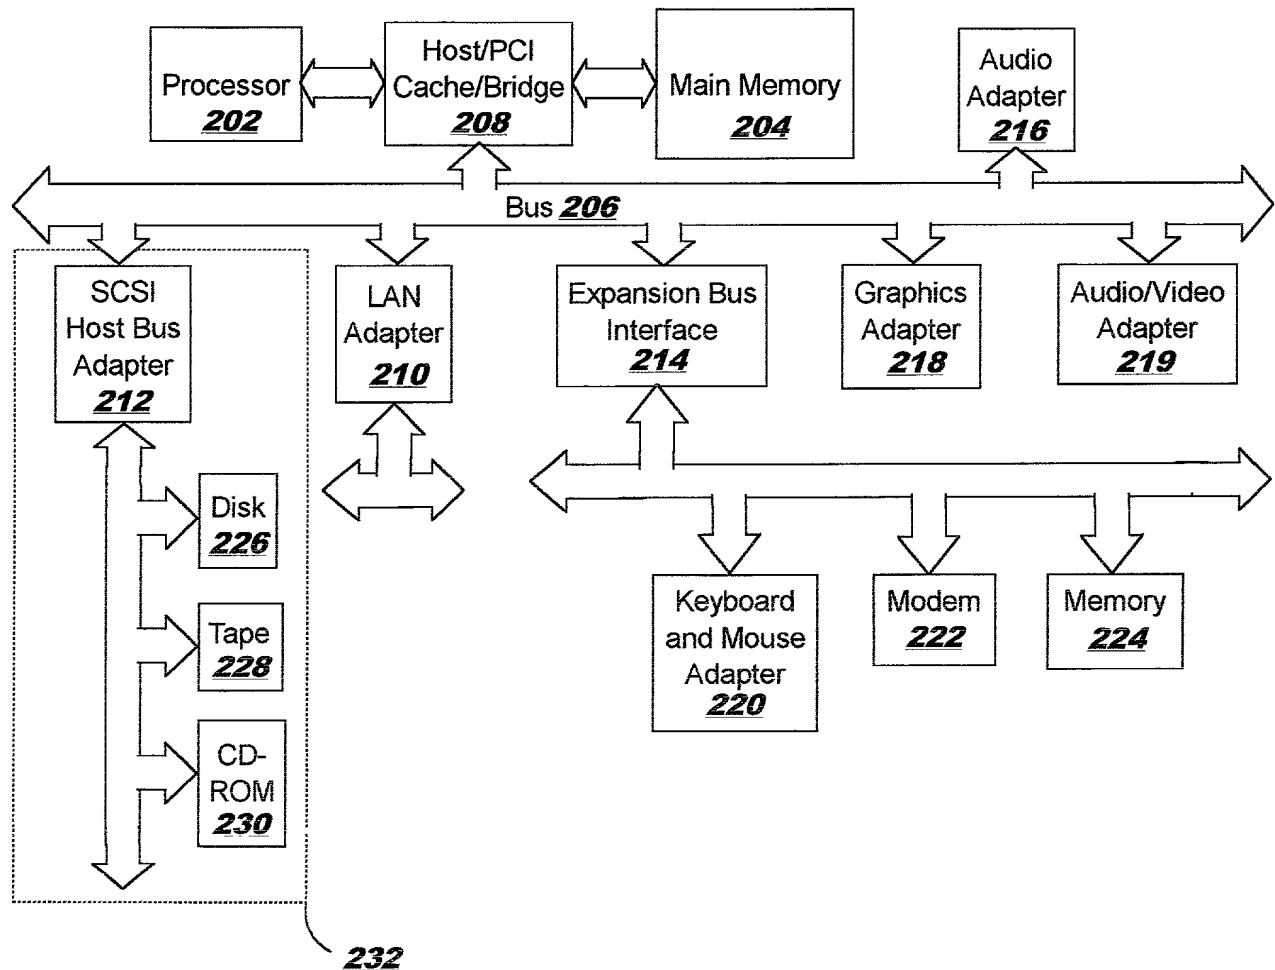 Processor
202
Host/PCI
Cache/Bridge
208
Main Memory
204
Audio
Adapter
216
Bus 206
SCSI
Host Bus
Adapter
212
LAN
Adapter
210
Expansion Bus
Interface
214
Graphics
Adapter
218
Audio/Video
Adapter
219
Disk
226
Tape
228
CD-
ROM
230
Keyboard
and Mouse
Adapter
220
Modem
222
Memory
224
232